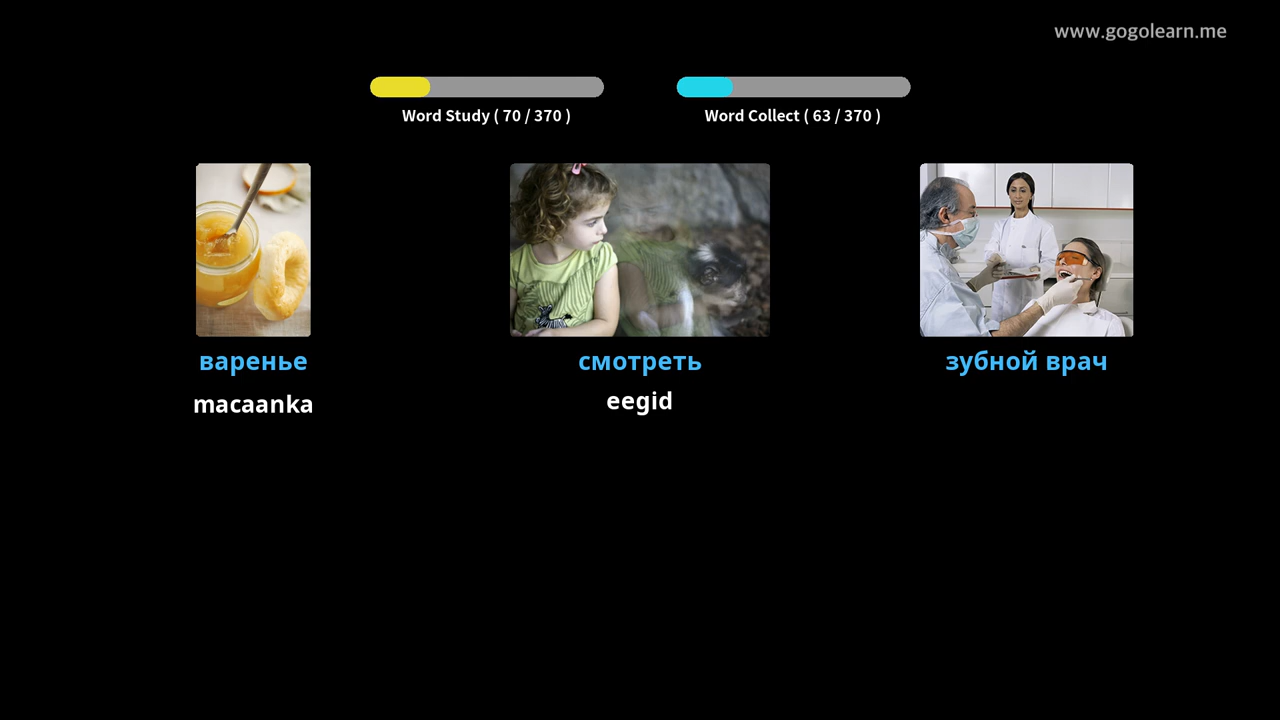 www.gogolearn.me
Word Study ( 70 / 370 )
Word Collect ( 63 / 370 )
варенье
смотреть
зубной врач
macaanka
eegid